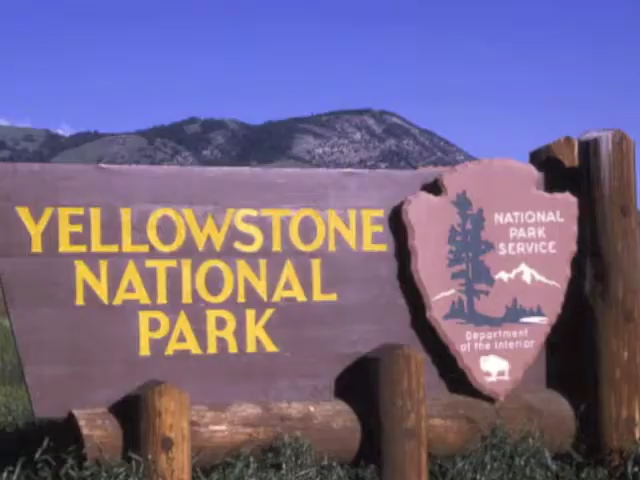 YELLOWSTONE
NATIONAL
PARK
NATIONAL
PARK
SERVICE
Department
of the Interior